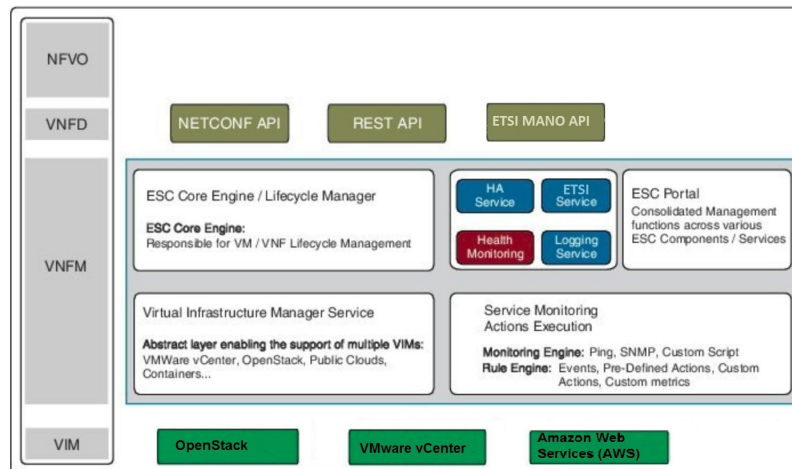 NFVO
VNFD
NETCONF API
REST API
ETSI MANO API
VNFM
ESC Core Engine / Lifecycle Manager
ESC Core Engine:
Responsible for VM / VNF Lifecycle Management
HA
Service
ETSI
Service
Health
Monitoring
Logging
Service
ESC Portal
Consolidated Management
functions across various
ESC Components / Services
Virtual Infrastructure Manager Service
Abstract layer enabling the support of multiple VIMs:
VMWare vCenter, OpenStack, Public Clouds,
Containers...
Service Monitoring
Actions Execution
Monitoring Engine: Ping, SNMP, Custom Script
Rule Engine: Events, Pre-Defined Actions, Custom
Actions, Custom metrics
VIM
OpenStack
VMware vCenter
Amazon Web
Services (AWS)